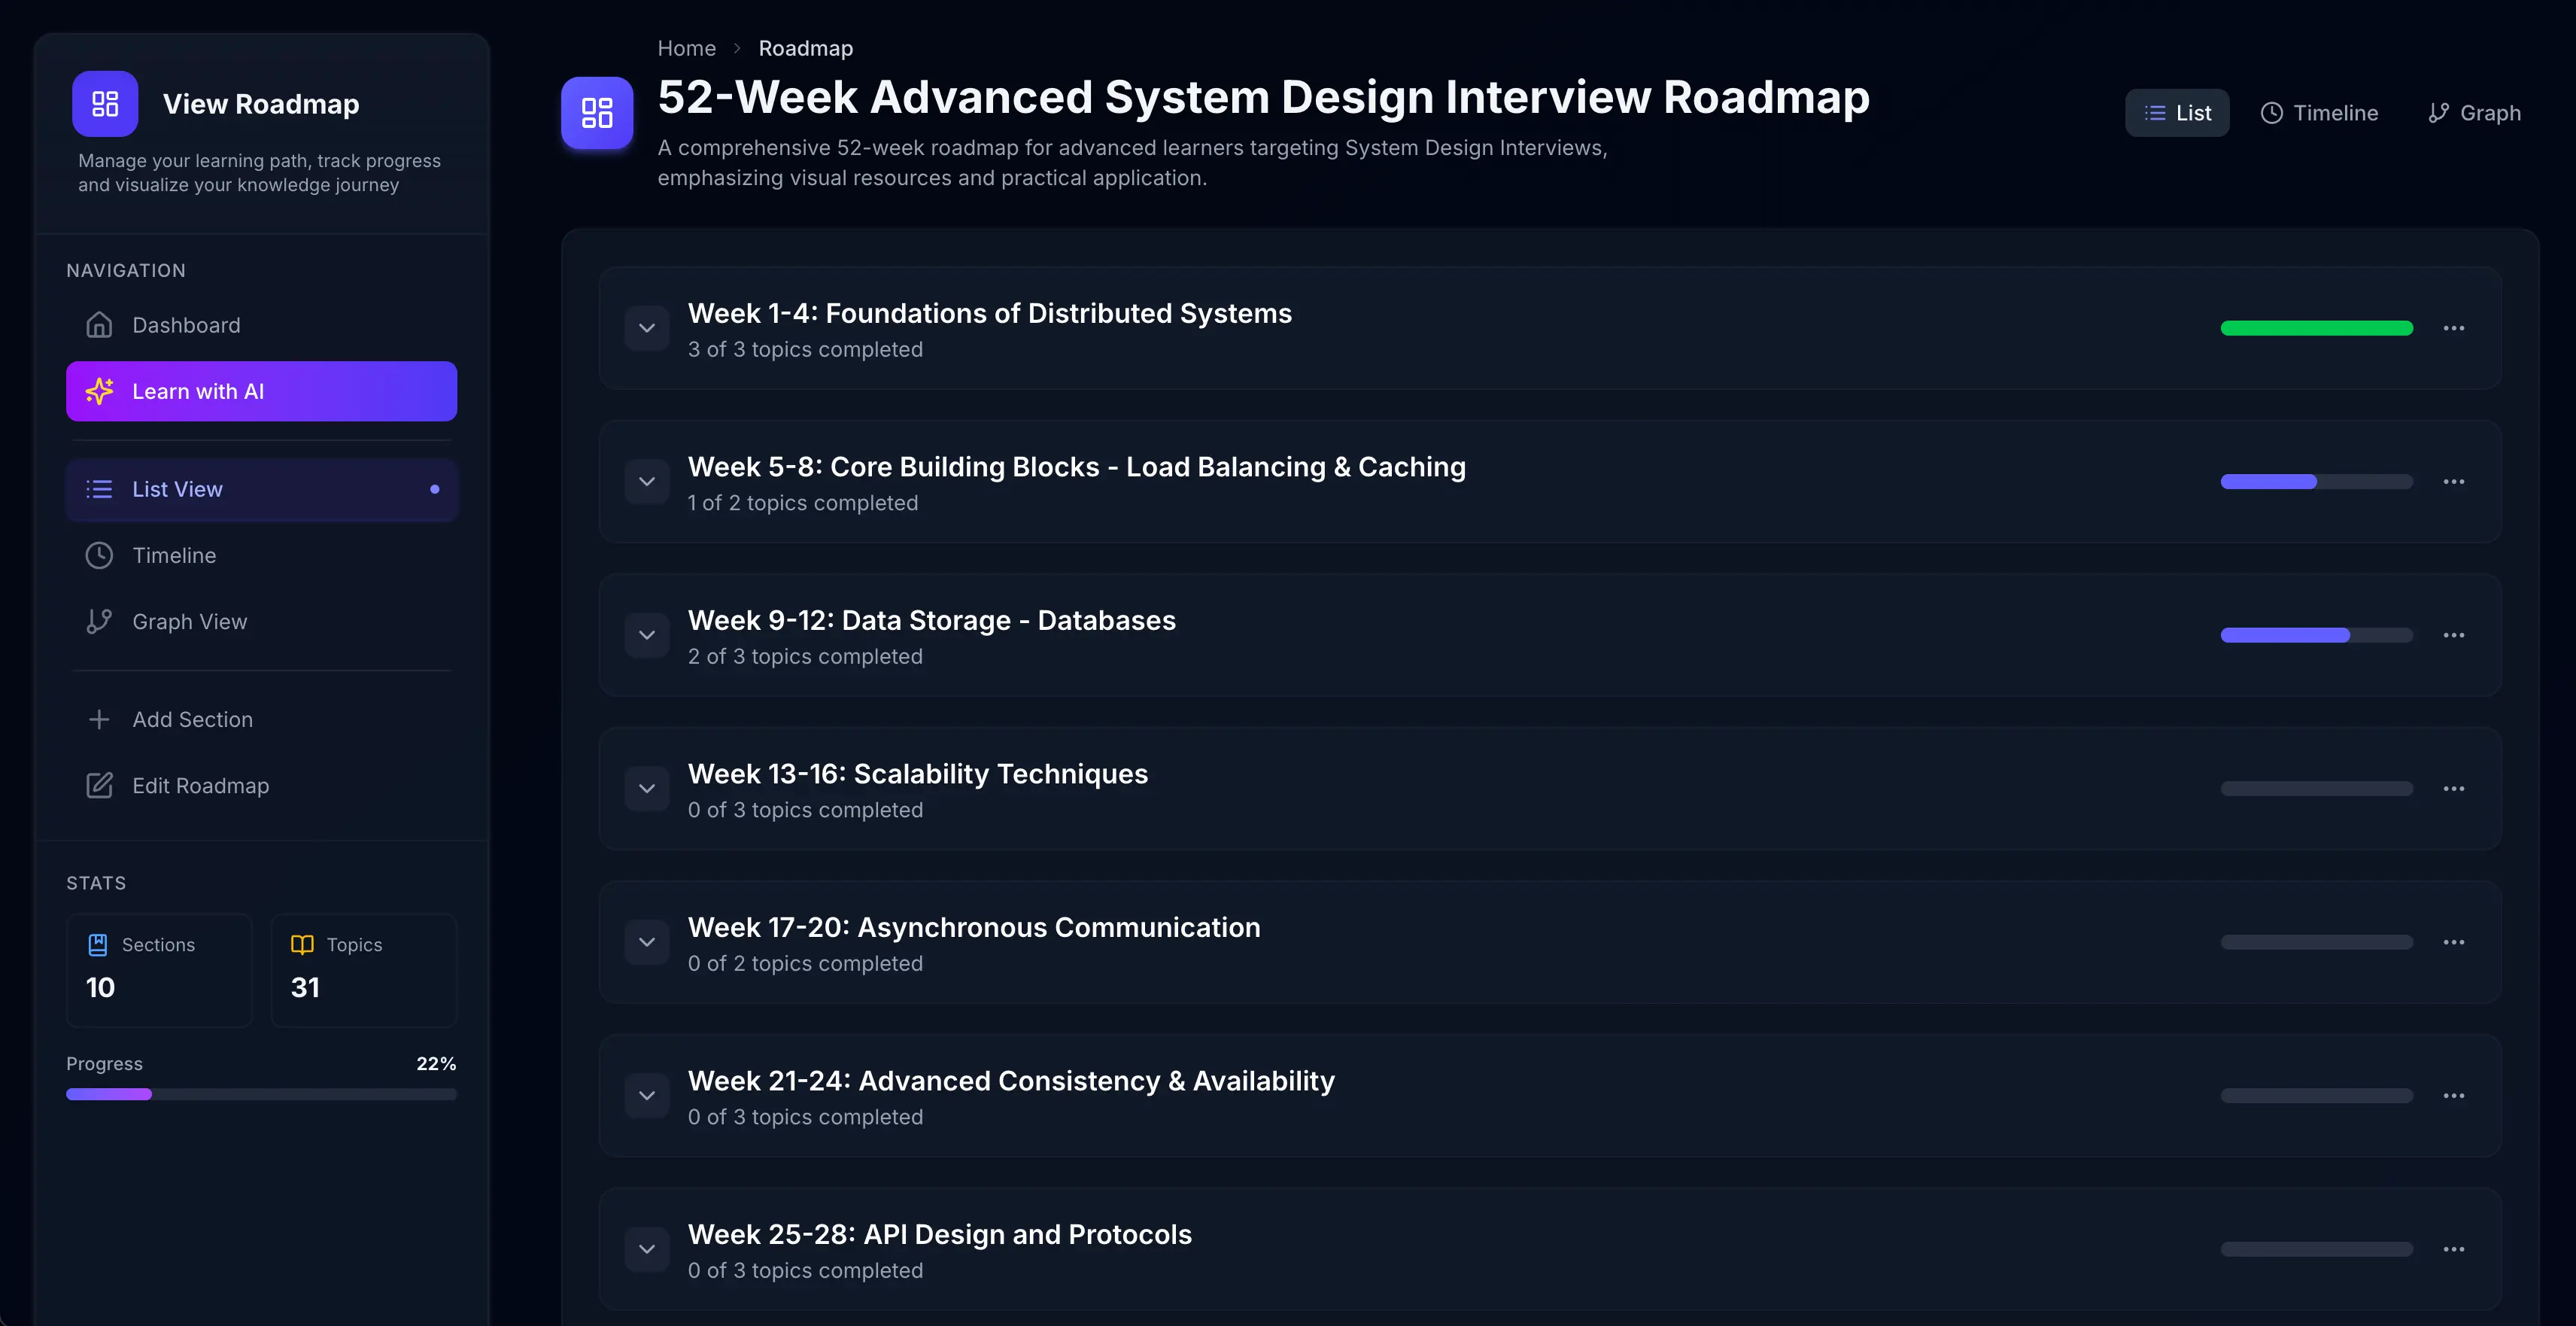 View Roadmap
Manage your learning path, track progress
and visualize your knowledge journey
NAVIGATION
Dashboard
Learn with AI
List View
Timeline
Graph View
Add Section
Edit Roadmap
STATS
Sections
10
Topics
31
Progress
22%
Home > Roadmap
52-Week Advanced System Design Interview Roadmap
A comprehensive 52-week roadmap for advanced learners targeting System Design Interviews,
emphasizing visual resources and practical application.
List
Timeline
Graph
Week 1-4: Foundations of Distributed Systems
3 of 3 topics completed
Week 5-8: Core Building Blocks - Load Balancing & Caching
1 of 2 topics completed
Week 9-12: Data Storage - Databases
2 of 3 topics completed
Week 13-16: Scalability Techniques
0 of 3 topics completed
Week 17-20: Asynchronous Communication
0 of 2 topics completed
Week 21-24: Advanced Consistency & Availability
0 of 3 topics completed
Week 25-28: API Design and Protocols
0 of 3 topics completed